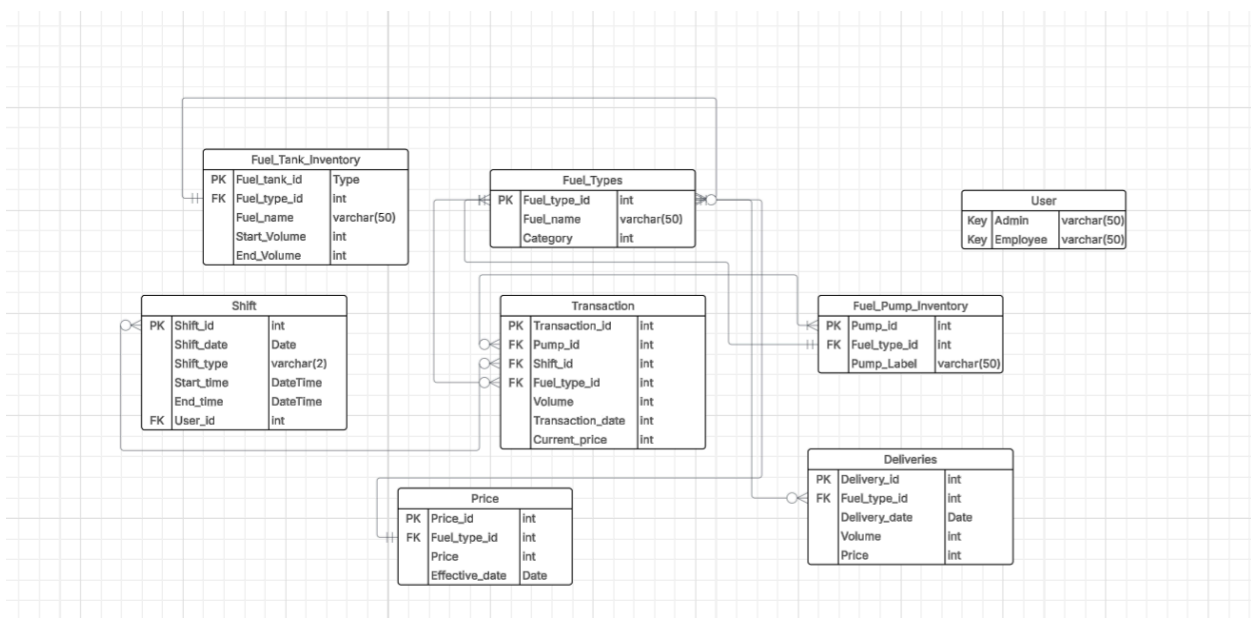 Fuel_Tank_Inventory
PK Fuel_tank_id Type
FK Fuel_type_id int
Fuel_name varchar(50)
Start_Volume int
End_Volume int
Fuel_Types
PK Fuel_type_id int
Fuel_name varchar(50)
Category int
User
Key Admin varchar(50)
Key Employee varchar(50)
Shift
PK Shift_id int
Shift_date Date
Shift_type varchar(2)
Start_time DateTime
End_time DateTime
FK User_id int
Transaction
PK Transaction_id int
FK Pump_id int
FK Shift_id int
FK Fuel_type_id int
Volume int
Transaction_date int
Current_price int
Fuel_Pump_Inventory
PK Pump_id int
FK Fuel_type_id int
Pump_Label varchar(50)
Price
PK Price_id int
FK Fuel_type_id int
Price int
Effective_date Date
Deliveries
PK Delivery_id int
FK Fuel_type_id int
Delivery_date Date
Volume int
Price int